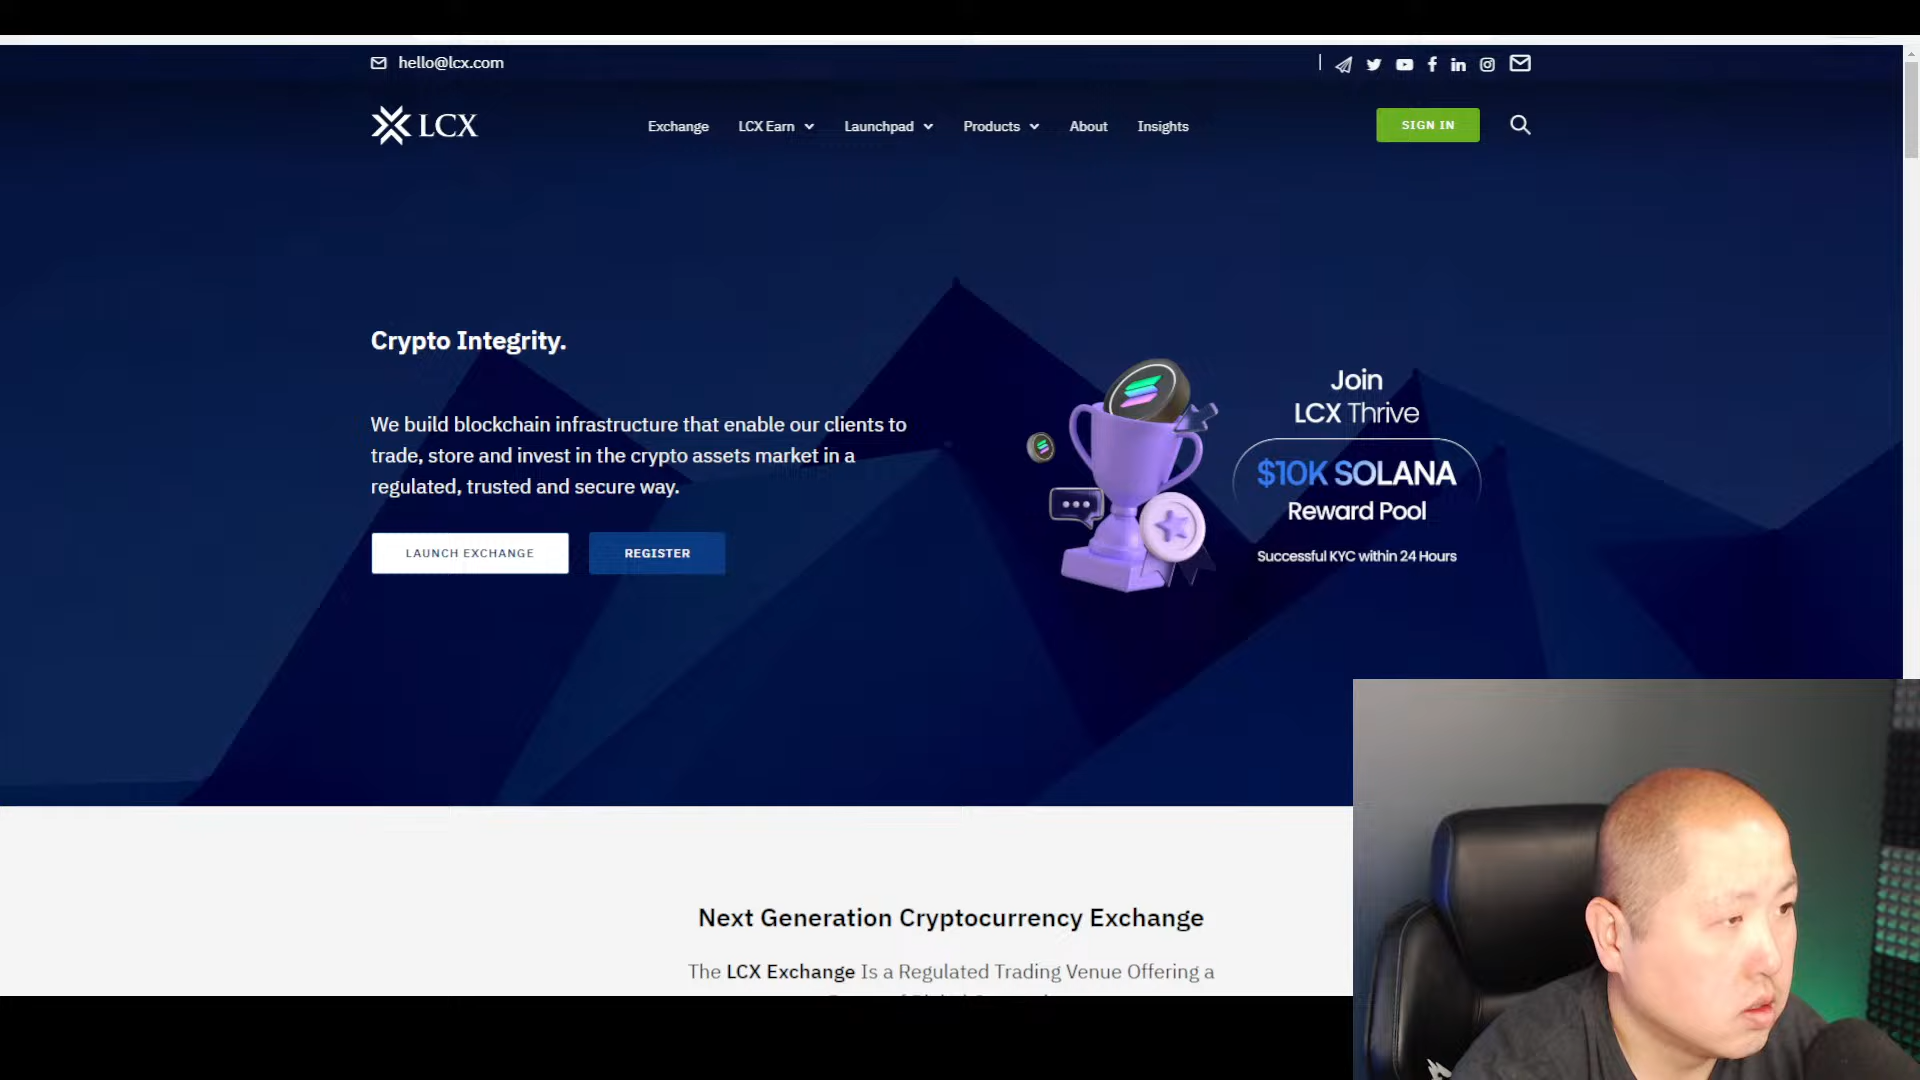 hello@lcx.com
LCX
Exchange
LCX Earn
Launchpad
Products
About
Insights
SIGN IN
Crypto Integrity.
We build blockchain infrastructure that enable our clients to
trade, store and invest in the crypto assets market in a
regulated, trusted and secure way.
LAUNCH EXCHANGE
REGISTER
Join
LCX Thrive
$10K SOLANA
Reward Pool
Successful KYC within 24 Hours
Next Generation Cryptocurrency Exchange
The LCX Exchange Is a Regulated Trading Venue Offering a